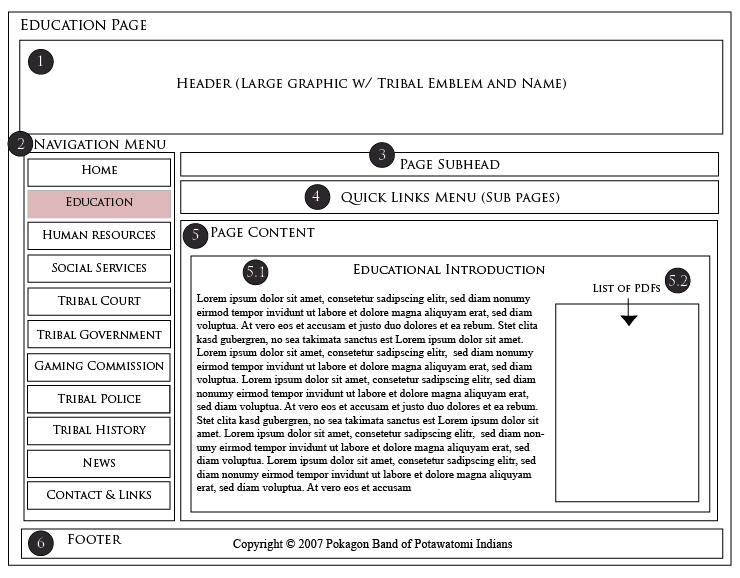 Education Page
1
Header (Large graphic w/ Tribal Emblem and Name)
2 Navigation Menu
Home
Education
Human resources
Social Services
Tribal Court
Tribal Government
Gaming Commission
Tribal Police
Tribal History
News
Contact & Links
3 Page Subhead
4 Quick Links Menu (Sub pages)
5 Page Content
5.1 Educational Introduction
Lorem ipsum dolor sit amet, consetetur sadipscing elitr, sed diam nonumy
eirmod tempor invidunt ut labore et dolore magna aliquyam erat, sed diam
voluptua. At vero eos et accusam et justo duo dolores et ea rebum. Stet clita
kasd gubergren, no sea takimata sanctus est Lorem ipsum dolor sit amet.
Lorem ipsum dolor sit amet, consetetur sadipscing elitr,  sed diam nonumy
eirmod tempor invidunt ut labore et dolore magna aliquyam erat, sed diam
voluptua. Lorem ipsum dolor sit amet, consetetur sadipscing elitr, sed diam
nonumy eirmod tempor invidunt ut labore et dolore magna aliquyam erat,
sed diam voluptua. At vero eos et accusam et justo duo dolores et ea rebum.
Stet clita kasd gubergren, no sea takimata sanctus est Lorem ipsum dolor sit
amet. Lorem ipsum dolor sit amet, consetetur sadipscing elitr,  sed diam non-
umy eirmod tempor invidunt ut labore et dolore magna aliquyam erat, sed
diam voluptua. Lorem ipsum dolor sit amet, consetetur sadipscing elitr, sed
diam nonumy eirmod tempor invidunt ut labore et dolore magna aliquyam
erat, sed diam voluptua. At vero eos et accusam
5.2
List of PDFs
6 Footer
Copyright © 2007 Pokagon Band of Potawatomi Indians